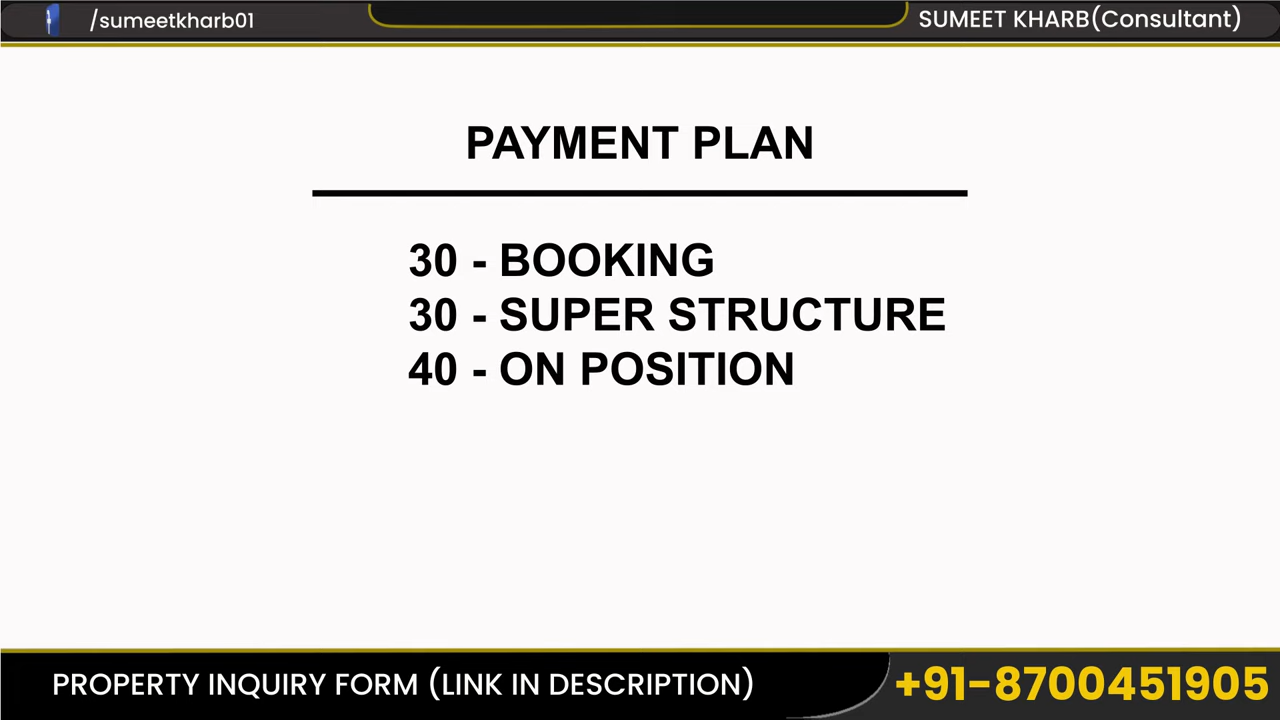 /sumeetkharb01
SUMEET KHARB(Consultant)
PAYMENT PLAN
30 - BOOKING
30 - SUPER STRUCTURE
40 - ON POSITION
PROPERTY INQUIRY FORM (LINK IN DESCRIPTION)
+91-8700451905